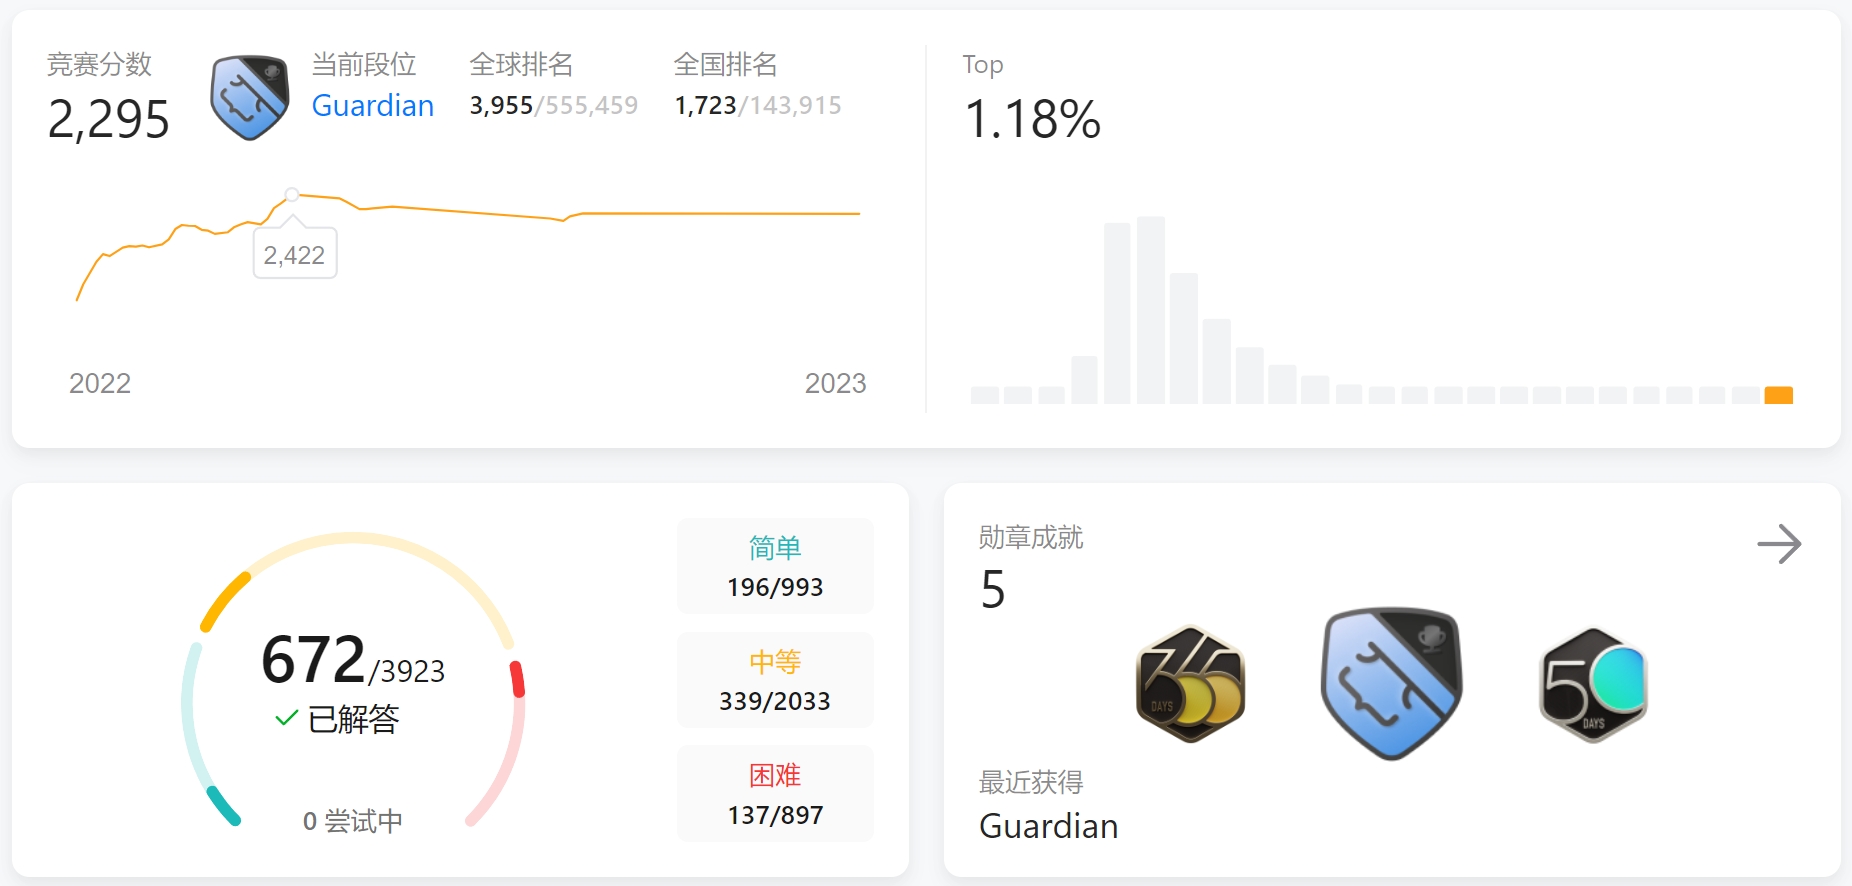 竞赛分数
2,295
当前段位
Guardian
全球排名
3,955/555,459
全国排名
1,723/143,915
Top
1.18%
2,422
2022
2023
672/3923
已解答
0 尝试中
简单
196/993
中等
339/2033
困难
137/897
勋章成就
5
365
DAYS
50
DAYS
最近获得
Guardian